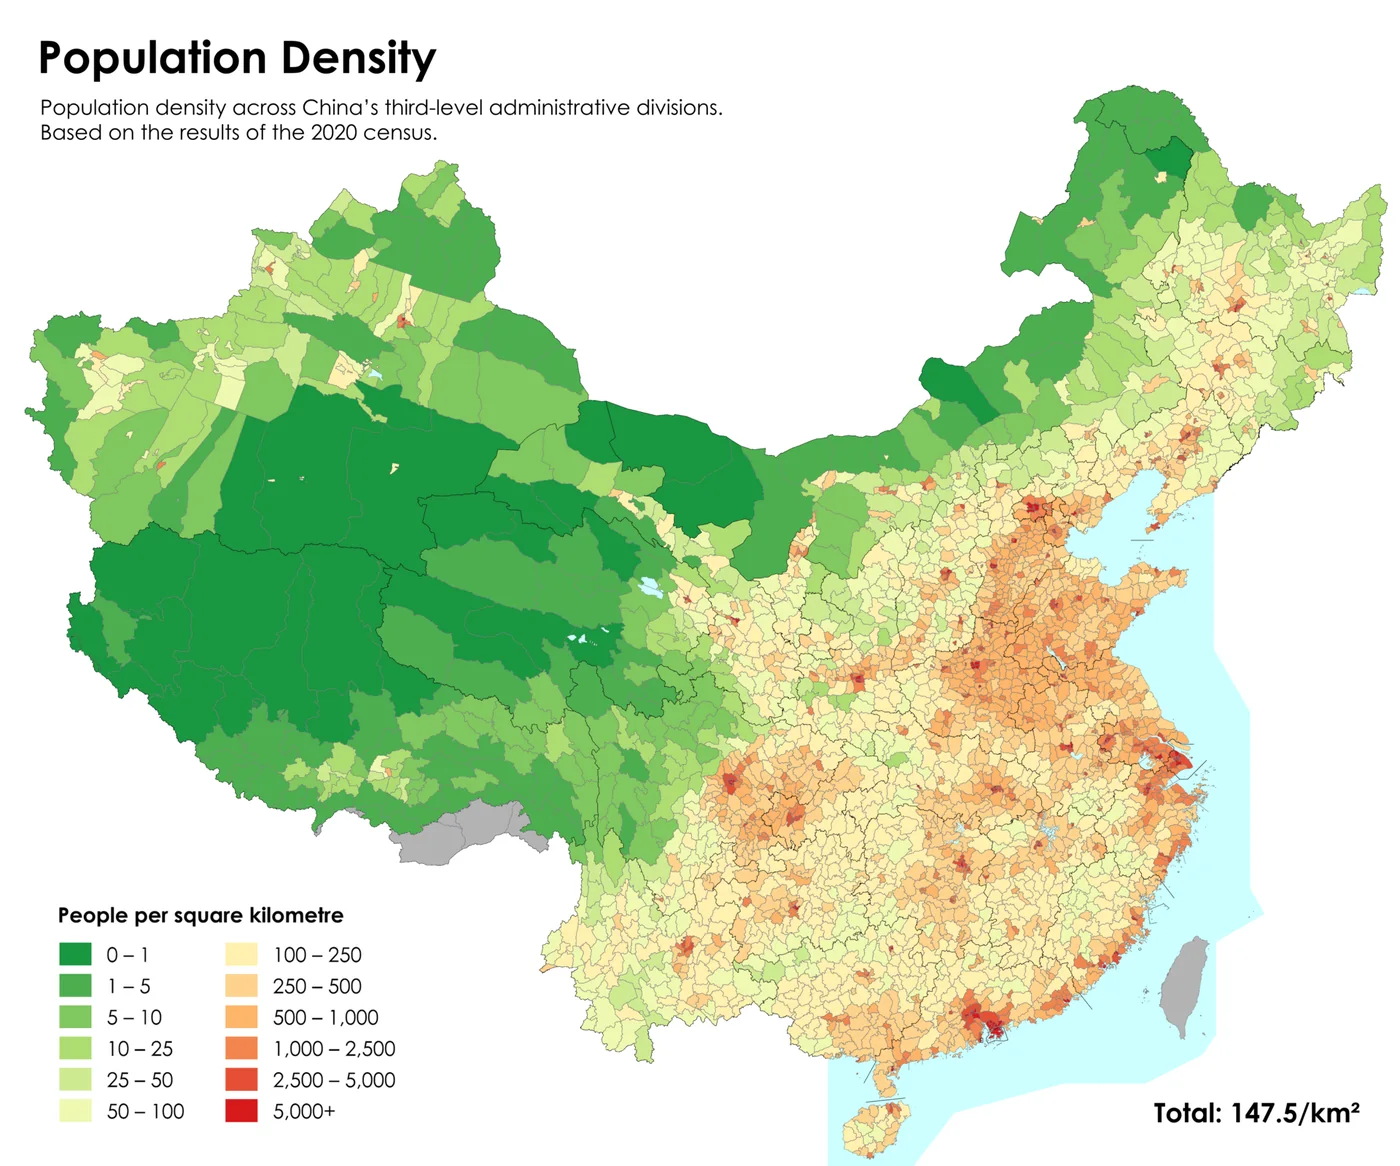 Population Density
Population density across China's third-level administrative divisions.
Based on the results of the 2020 census.
People per square kilometre
0 – 1
1 – 5
5 – 10
10 – 25
25 – 50
50 – 100
100 – 250
250 – 500
500 – 1,000
1,000 – 2,500
2,500 – 5,000
5,000+
Total: 147.5/km²